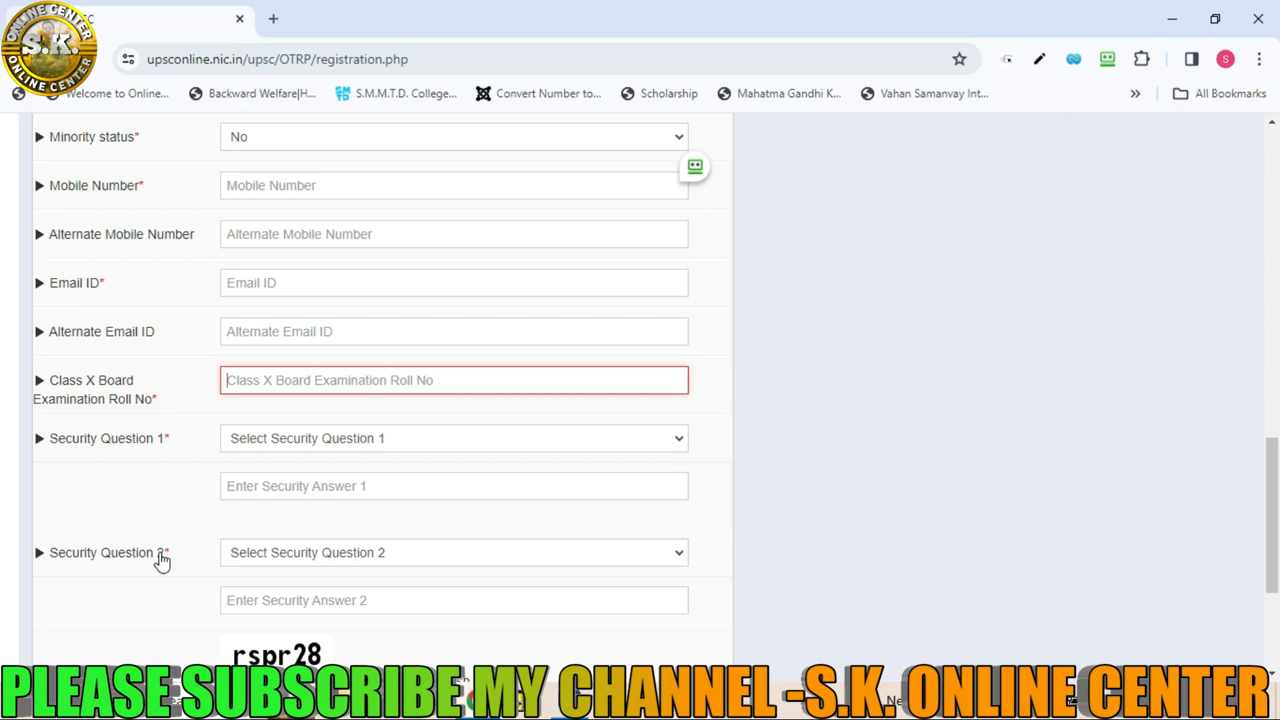 ONLINE CENTER
S.K.
ONLINE CENTER
upsconline.nic.in/upsc/OTRP/registration.php
S
Welcome to Online...
Backward Welfare|H...
S.M.M.T.D. College...
Convert Number to...
Scholarship
Mahatma Gandhi K...
Vahan Samanvay Int...
All Bookmarks
Minority status*
No
Mobile Number*
Mobile Number
Alternate Mobile Number
Alternate Mobile Number
Email ID*
Email ID
Alternate Email ID
Alternate Email ID
Class X Board
Examination Roll No*
Class X Board Examination Roll No
Security Question 1*
Select Security Question 1
Enter Security Answer 1
Security Question 2*
Select Security Question 2
Enter Security Answer 2
rspr28
PLEASE SUBSCRIBE MY CHANNEL -S.K. ONLINE CENTER